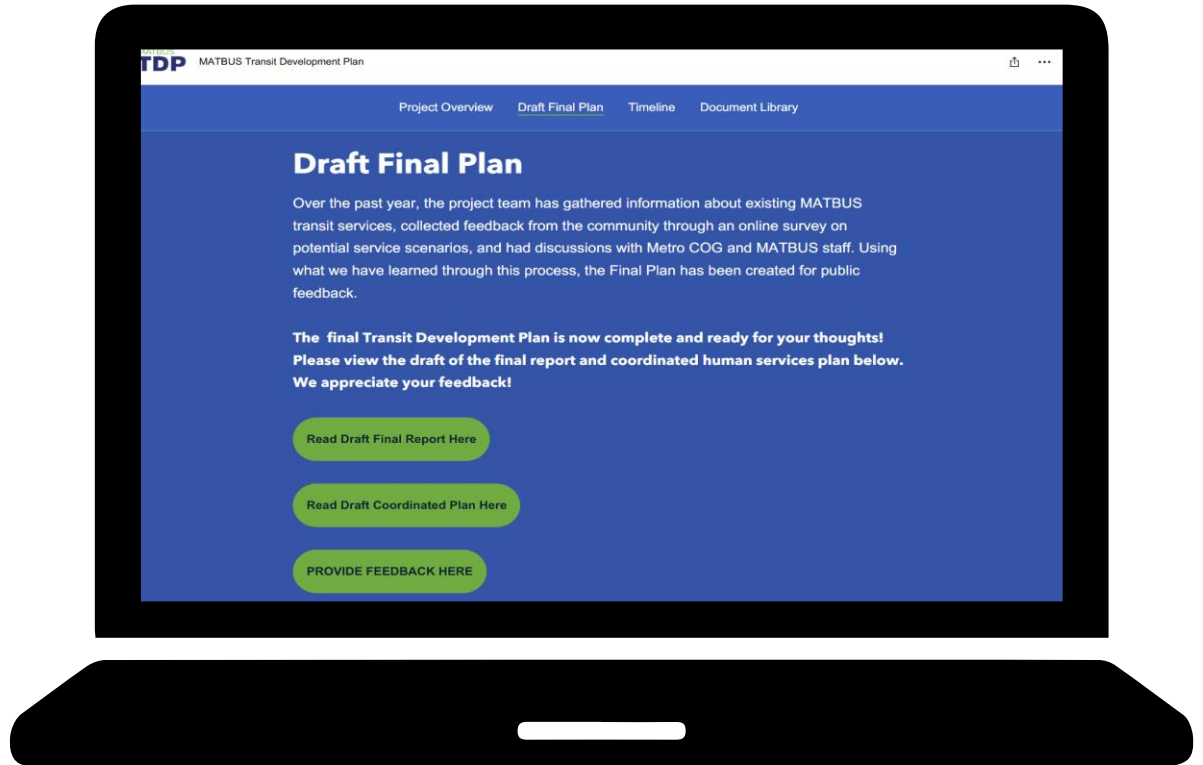 MATBUS
TDP MATBUS Transit Development Plan
Project Overview Draft Final Plan Timeline Document Library
Draft Final Plan
Over the past year, the project team has gathered information about existing MATBUS
transit services, collected feedback from the community through an online survey on
potential service scenarios, and had discussions with Metro COG and MATBUS staff. Using
what we have learned through this process, the Final Plan has been created for public
feedback.
The final Transit Development Plan is now complete and ready for your thoughts!
Please view the draft of the final report and coordinated human services plan below.
We appreciate your feedback!
Read Draft Final Report Here
Read Draft Coordinated Plan Here
PROVIDE FEEDBACK HERE